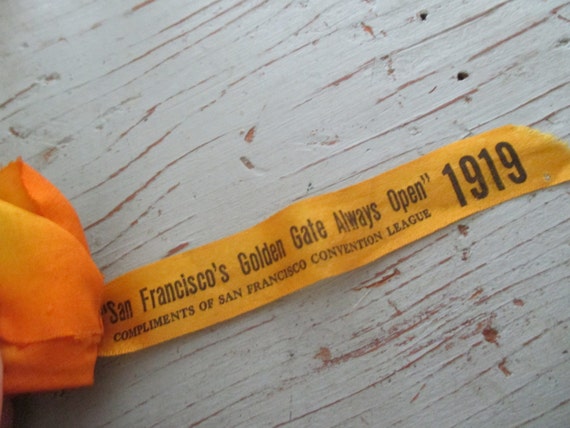 "San Francisco's Golden Gate Always Open" 1919
COMPLIMENTS OF SAN FRANCISCO CONVENTION LEAGUE